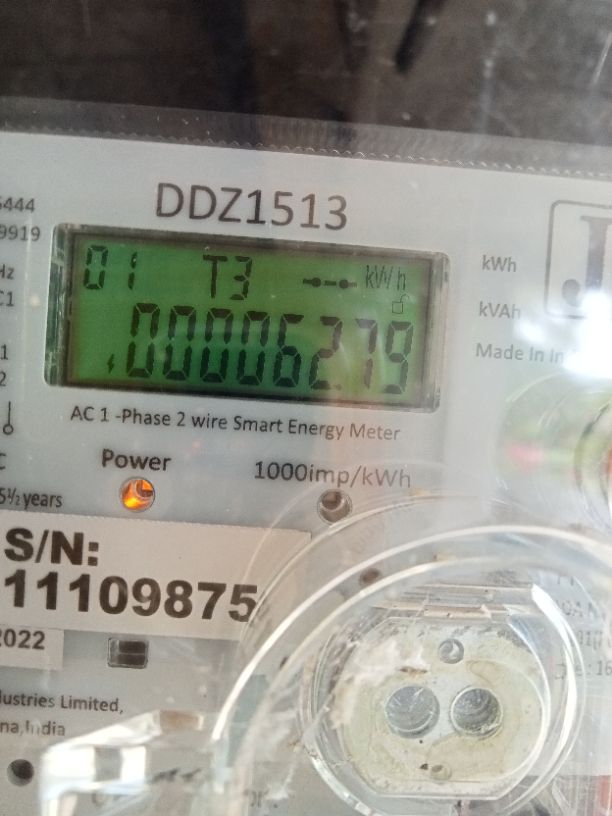 5444
DDZ1513
9919
01 T3 kWh
00006279
kWh
kVAh
Made In In
AC 1 -Phase 2 wire Smart Energy Meter
Power
1000imp/kWh
5½ years
S/N:
11109875
2022
dustries Limited,
na,India